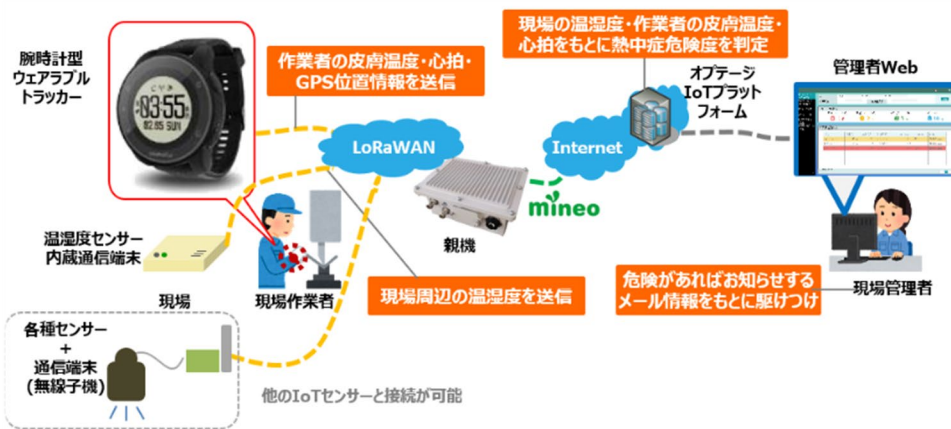 腕時計型
ウェアラブル
トラッカー
03:55
作業者の皮膚温度・心拍・
GPS位置情報を送信
現場の温湿度・作業者の皮膚温度・
心拍をもとに熱中症危険度を判定
オプテージ
IoTプラット
フォーム
管理者Web
LoRaWAN
Internet
mineo
親機
温湿度センサー
内蔵通信端末
現場
現場作業者
現場周辺の温湿度を送信
危険があればお知らせする
メール情報をもとに駆けつけ
現場管理者
各種センサー
+
通信端末
(無線子機)
他のIoTセンサーと接続が可能